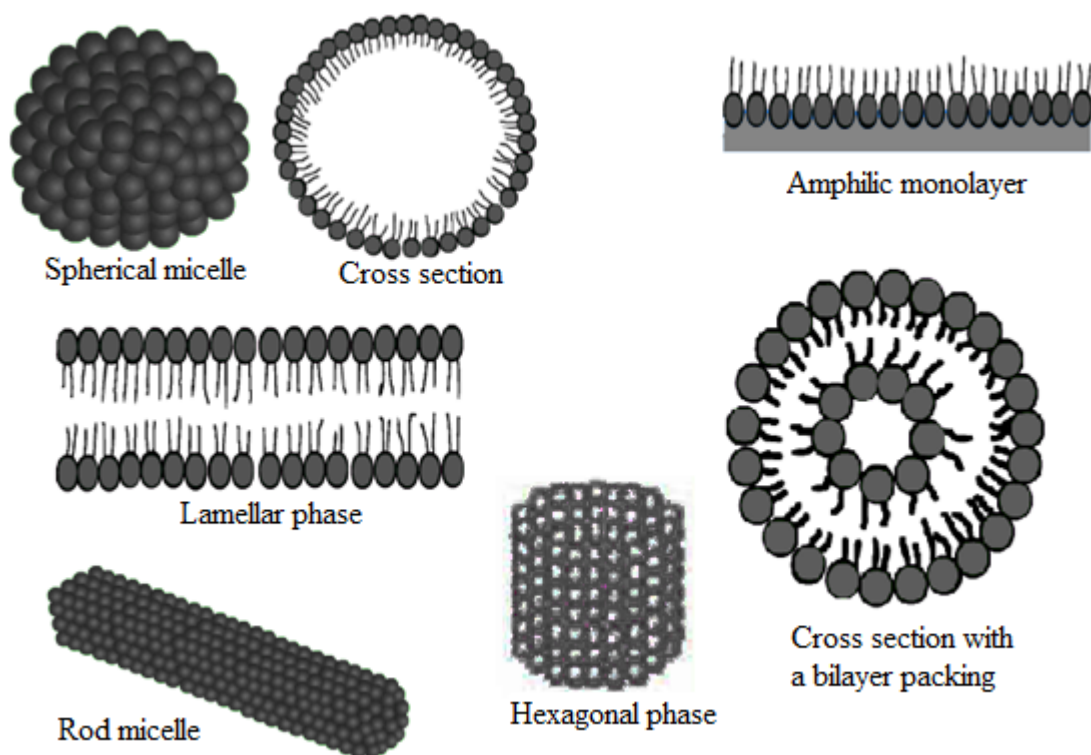 Spherical micelle
Cross section
Amphilic monolayer
Lamellar phase
Cross section with
a bilayer packing
Hexagonal phase
Rod micelle